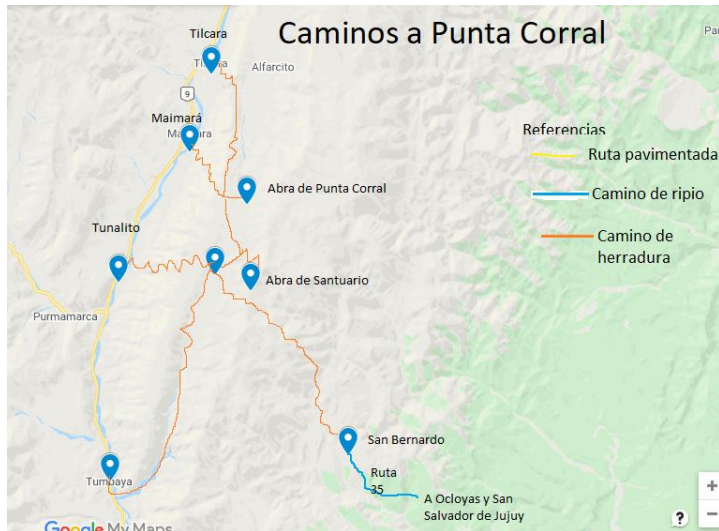 Caminos a Punta Corral
Tilcara
Alfarcito
9
Maimará
Abra de Punta Corral
Tunalito
Abra de Santuario
Purmamarca
San Bernardo
Ruta
35
Tumbaya
A Ocloyas y San
Salvador de Jujuy
Referencias
Ruta pavimentada
Camino de ripio
Camino de
herradura
Google My Maps
+
−
?